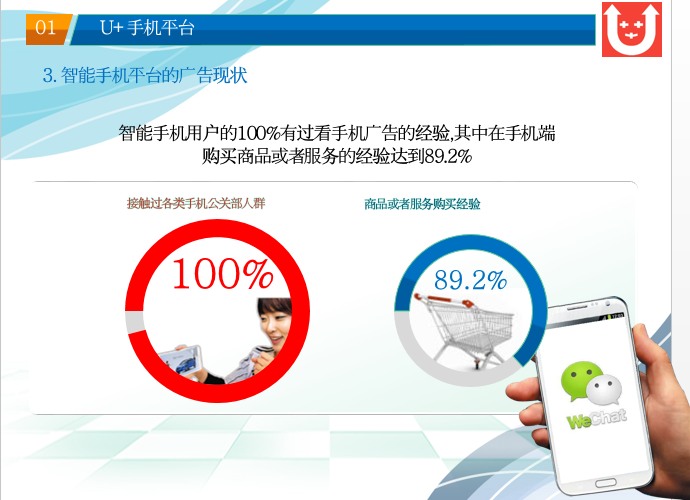 01
U+ 手机平台
3. 智能手机平台的广告现状
智能手机用户的100%有过看手机广告的经验,其中在手机端
购买商品或者服务的经验达到89.2%
接触过各类手机公关部人群
商品或者服务购买经验
100%
89.2%
WeChat